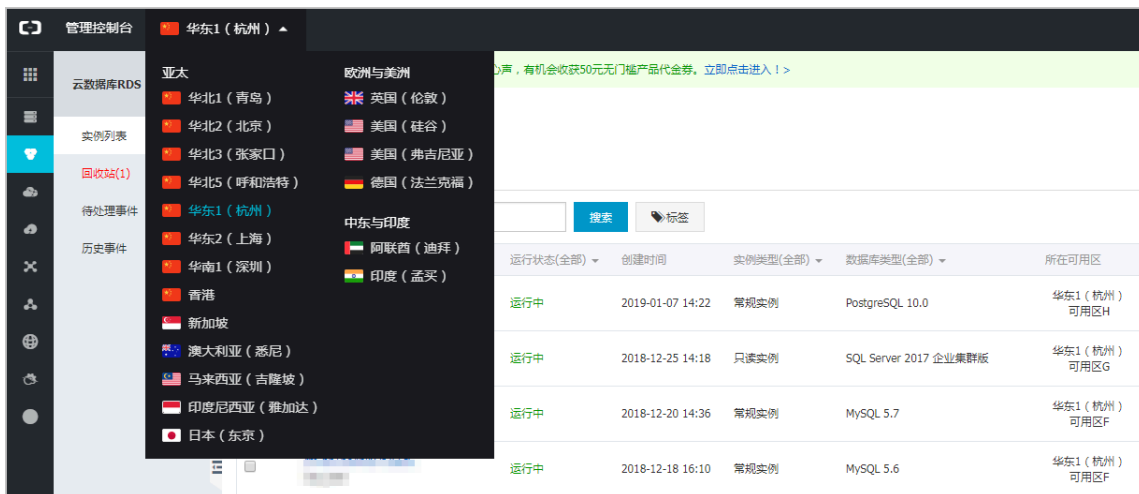 管理控制台
华东1（杭州）
心声，有机会收获50元无门槛产品代金券。立即点击进入！>
云数据库RDS
实例列表
回收站(1)
待处理事件
历史事件
亚太
华北1（青岛）
华北2（北京）
华北3（张家口）
华北5（呼和浩特）
华东1（杭州）
华东2（上海）
华南1（深圳）
香港
新加坡
澳大利亚（悉尼）
马来西亚（吉隆坡）
印度尼西亚（雅加达）
日本（东京）
欧洲与美洲
英国（伦敦）
美国（硅谷）
美国（弗吉尼亚）
德国（法兰克福）
中东与印度
阿联酋（迪拜）
印度（孟买）
搜索 标签
运行状态(全部) 创建时间 实例类型(全部) 数据库类型(全部) 所在可用区
运行中 2019-01-07 14:22 常规实例 PostgreSQL 10.0 华东1（杭州）
可用区H
运行中 2018-12-25 14:18 只读实例 SQL Server 2017 企业集群版 华东1（杭州）
可用区G
运行中 2018-12-20 14:36 常规实例 MySQL 5.7 华东1（杭州）
可用区F
运行中 2018-12-18 16:10 常规实例 MySQL 5.6 华东1（杭州）
可用区F